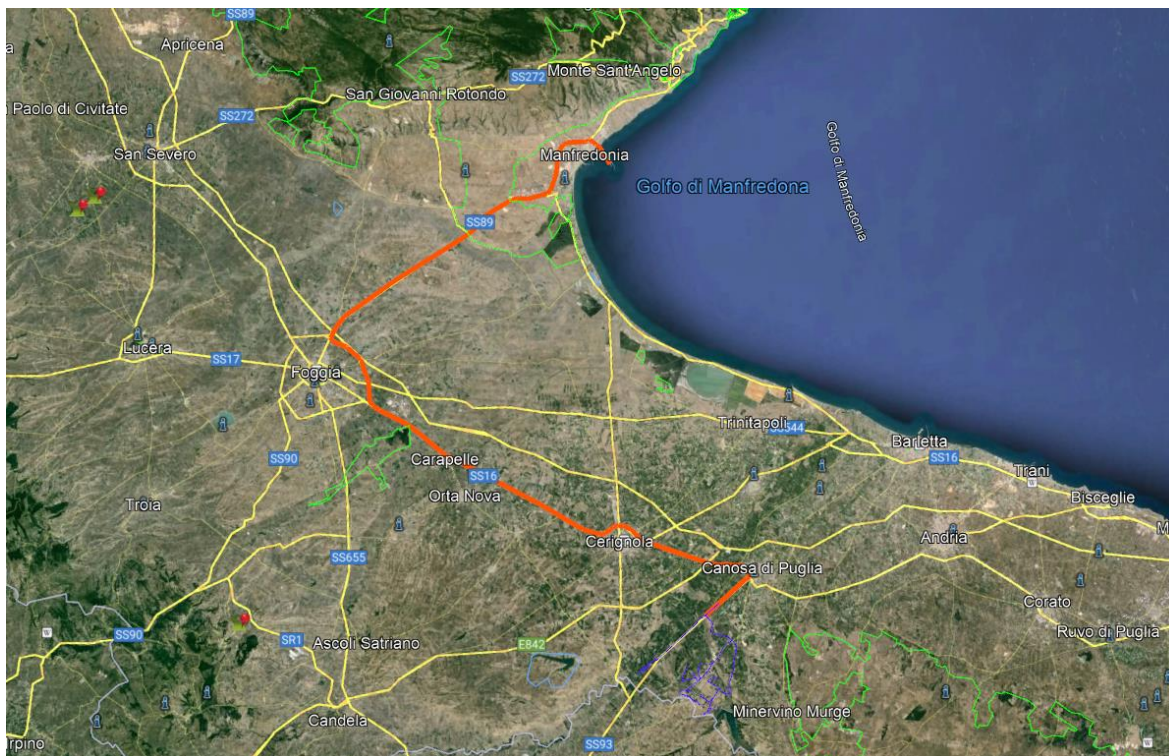 SS89
Apricena
SS272
Monte Sant'Angelo
San Giovanni Rotondo
Paolo di Civitate
SS272
San Severo
Manfredonia
Golfo di Manfredona
Golfo di Manfredonia
SS89
Lucera
SS17
Foggia
Trinitapoli
Barletta
SS16
Trani
Bisceglie
SS90
Carapelle
SS16
Orta Nova
Troia
Cerignola
Andria
SS655
Canosa di Puglia
Corato
Ruvo di Puglia
SS90
SR1
Ascoli Satriano
E842
Candela
Minervino Murge
SS93